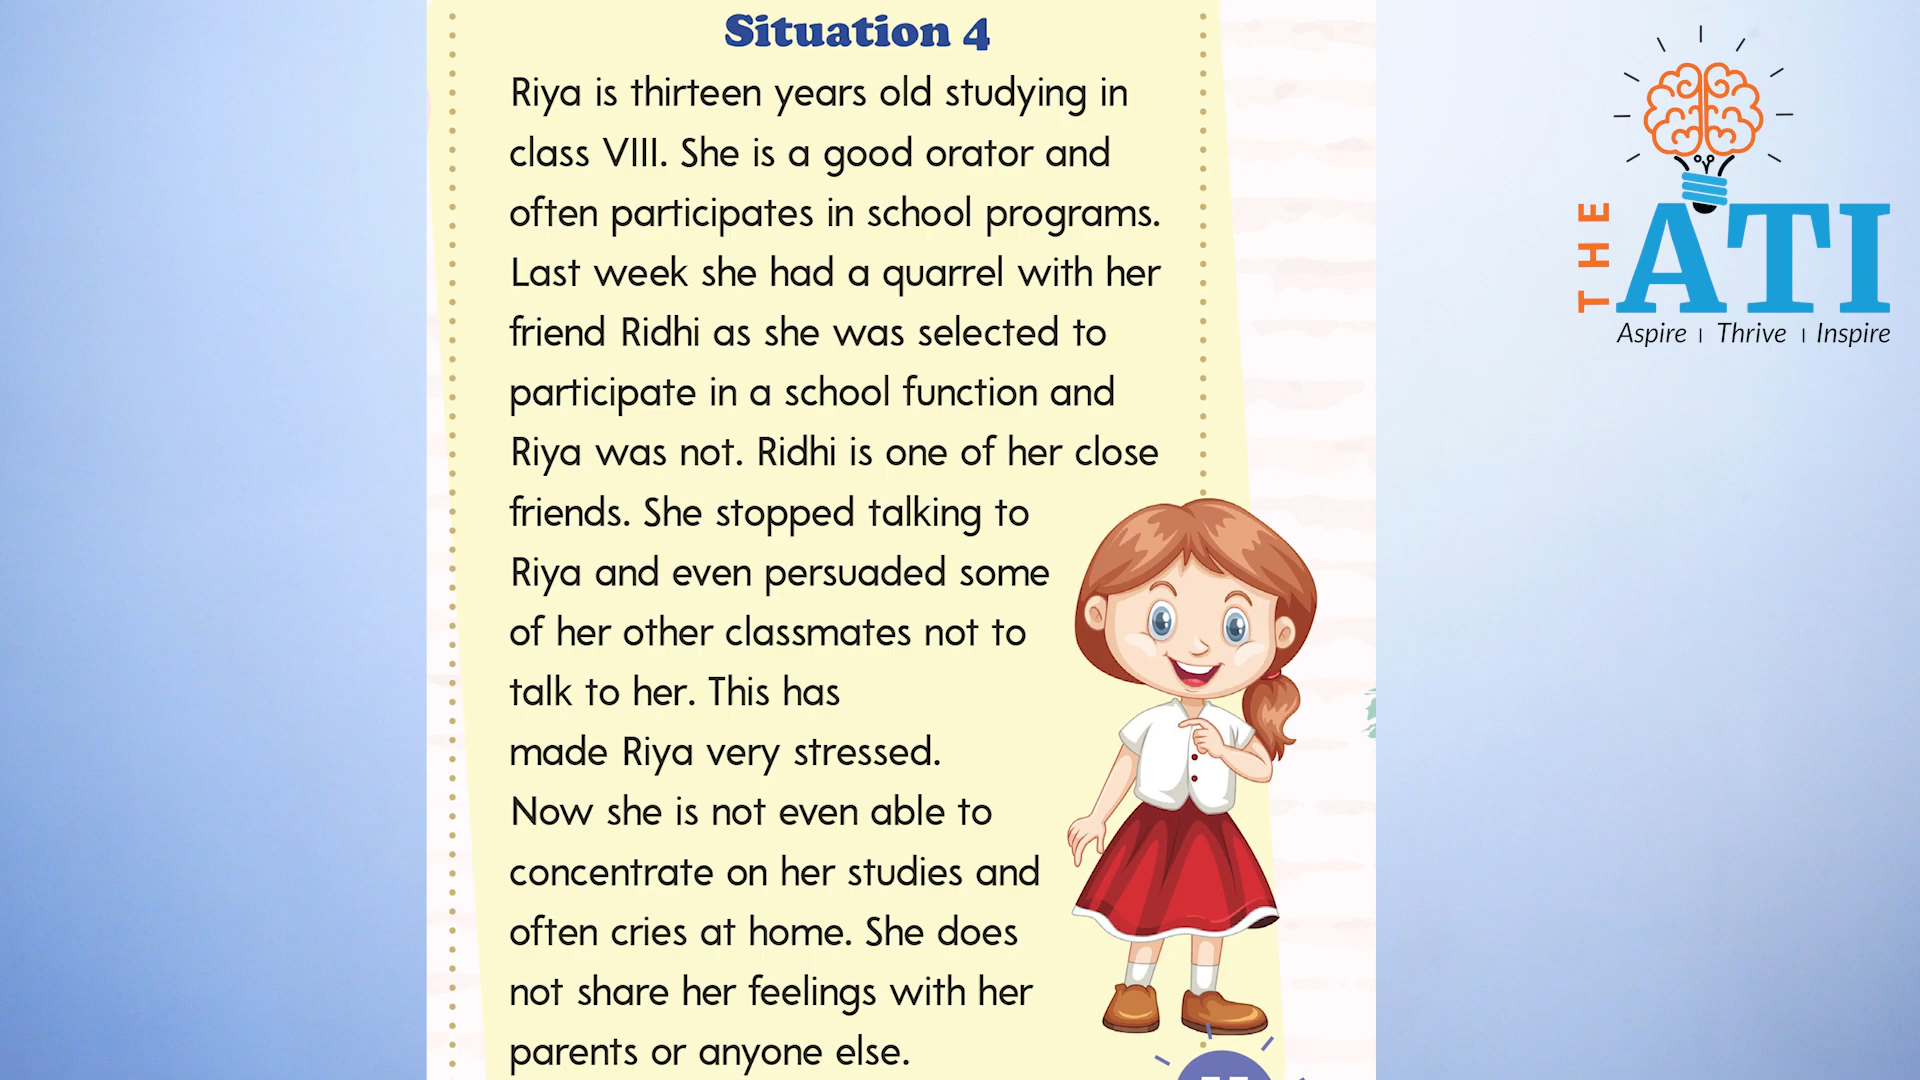 Situation 4
Riya is thirteen years old studying in
class VIII. She is a good orator and
often participates in school programs.
Last week she had a quarrel with her
friend Ridhi as she was selected to
participate in a school function and
Riya was not. Ridhi is one of her close
friends. She stopped talking to
Riya and even persuaded some
of her other classmates not to
talk to her. This has
made Riya very stressed.
Now she is not even able to
concentrate on her studies and
often cries at home. She does
not share her feelings with her
parents or anyone else.
THE ATI
Aspire | Thrive | Inspire